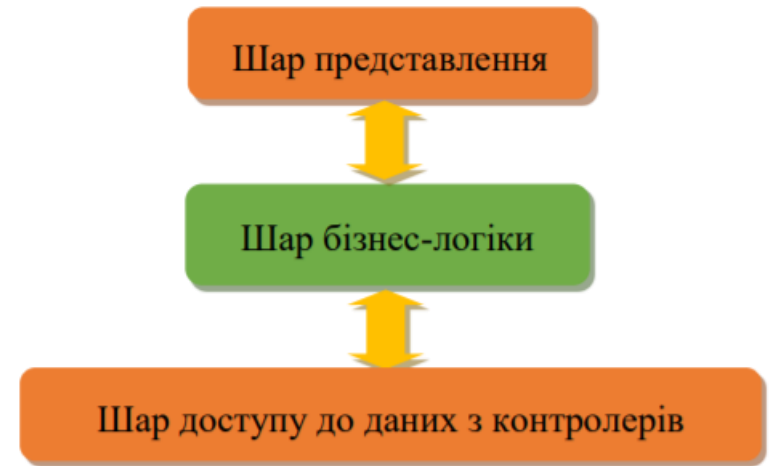 Шар представлення
Шар бізнес-логіки
Шар доступу до даних з контролерів